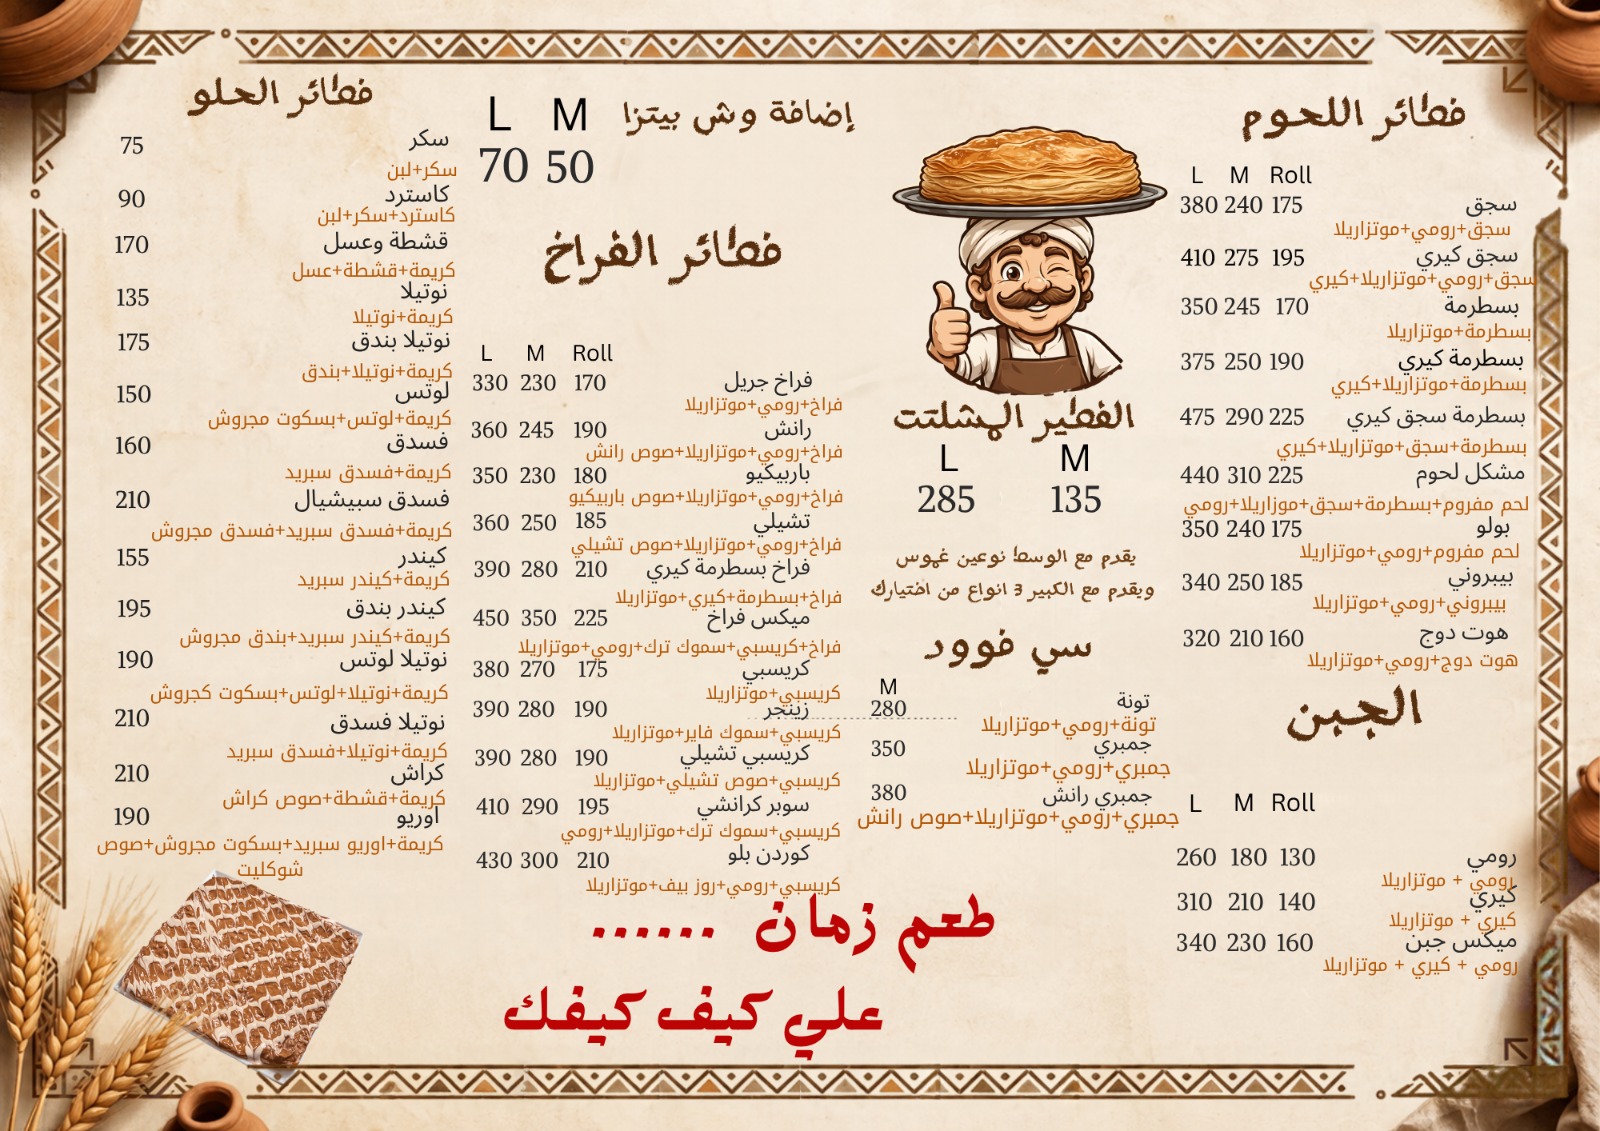 فطائر اللحوم
L M Roll
سجق 175 240 380
سجق+رومي+موتزاريلا
سجق كيري 195 275 410
سجق+رومي+موتزاريلا+كيري
بسطرمة 170 245 350
بسطرمة+موتزاريلا
بسطرمة كيري 190 250 375
بسطرمة+موتزاريلا+كيري
بسطرمة سجق كيري 225 290 475
بسطرمة+سجق+موتزاريلا+كيري
مشكل لحوم 225 310 440
لحم مفروم+بسطرمة+سجق+موزاريلا+رومي
بولو 175 240 350
لحم مفروم+رومي+موتزاريلا
بيبروني 185 250 340
بيبروني+رومي+موتزاريلا
هوت دوج 160 210 320
هوت دوج+رومي+موتزاريلا
الجبن
L M Roll
رومي 130 180 260
رومي + موتزاريلا
كيري 140 210 310
كيري + موتزاريلا
ميكس جبن 160 230 340
رومي + كيري + موتزاريلا
الفطير المشلتت
L M
285 135
يقدم مع الوسط نوعين غموس
ويقدم مع الكبير 3 انواع من اختيارك
سي فوود
M
تونة 280
تونة+رومي+موتزاريلا
جمبري 350
جمبري+رومي+موتزاريلا
جمبري رانش 380
جمبري+رومي+موتزاريلا+صوص رانش
إضافة وش بيتزا
L M
70 50
فطائر الفراخ
L M Roll
فراخ جريل 170 230 330
فراخ+رومي+موتزاريلا
رانش 190 245 360
فراخ+رومي+موتزاريلا+صوص رانش
باربيكيو 180 230 350
فراخ+رومي+موتزاريلا+صوص باربيكيو
تشيلي 185 250 360
فراخ+رومي+موتزاريلا+صوص تشيلي
فراخ بسطرمة كيري 210 280 390
فراخ+بسطرمة+كيري+موتزاريلا
ميكس فراخ 225 350 450
فراخ+كريسبي+سموك ترك+رومي+موتزاريلا
كريسبي 175 270 380
كريسبي+موتزاريلا
زينجر 190 280 390
كريسبي+سموك فاير+موتزاريلا
كريسبي تشيلي 190 280 390
كريسبي+صوص تشيلي+موتزاريلا
سوبر كرانشي 195 290 410
كريسبي+سموك ترك+موتزاريلا+رومي
كوردن بلو 210 300 430
كريسبي+رومي+روز بيف+موتزاريلا
فطائر الحلو
سكر 75
سكر+لبن
كاسترد 90
كاسترد+سكر+لبن
قشطة وعسل 170
كريمة+قشطة+عسل
نوتيلا 135
كريمة+نوتيلا
نوتيلا بندق 175
كريمة+نوتيلا+بندق
لوتس 150
كريمة+لوتس+بسكوت مجروش
فسدق 160
كريمة+فسدق سبريد
فسدق سبيشيال 210
كريمة+فسدق سبريد+فسدق مجروش
كيندر 155
كريمة+كيندر سبريد
كيندر بندق 195
كريمة+كيندر سبريد+بندق مجروش
نوتيلا لوتس 190
كريمة+نوتيلا+لوتس+بسكوت كجروش
نوتيلا فسدق 210
كريمة+نوتيلا+فسدق سبريد
كراش 210
كريمة+قشطة+صوص كراش
اوريو 190
كريمة+اوريو سبريد+بسكوت مجروش+صوص
شوكليت
طعم زمان ......
علي كيف كيفك